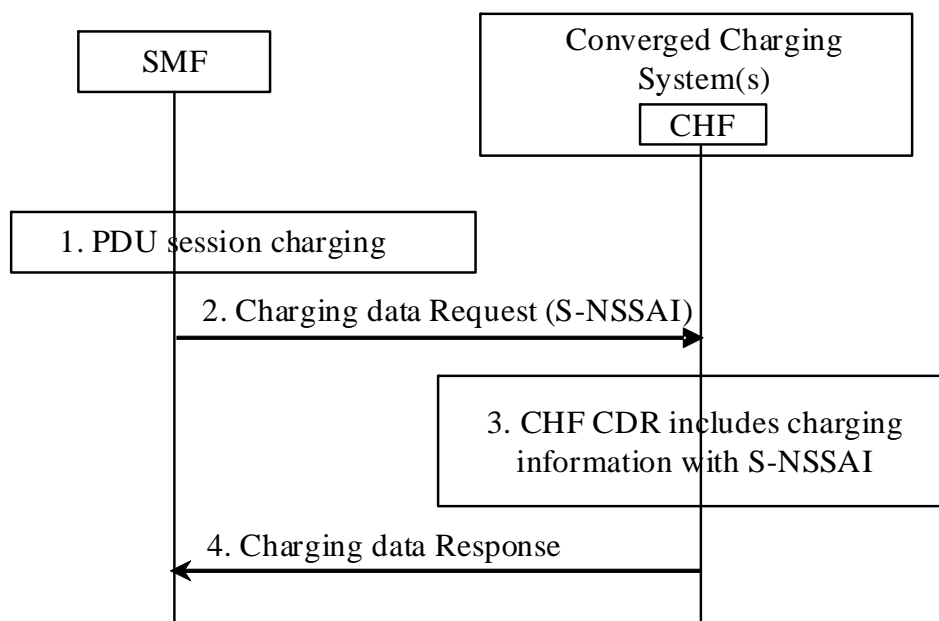 SMF
Converged Charging
System(s)
CHF
1. PDU session charging
2. Charging data Request (S-NSSAI)
3. CHF CDR includes charging
information with S-NSSAI
4. Charging data Response